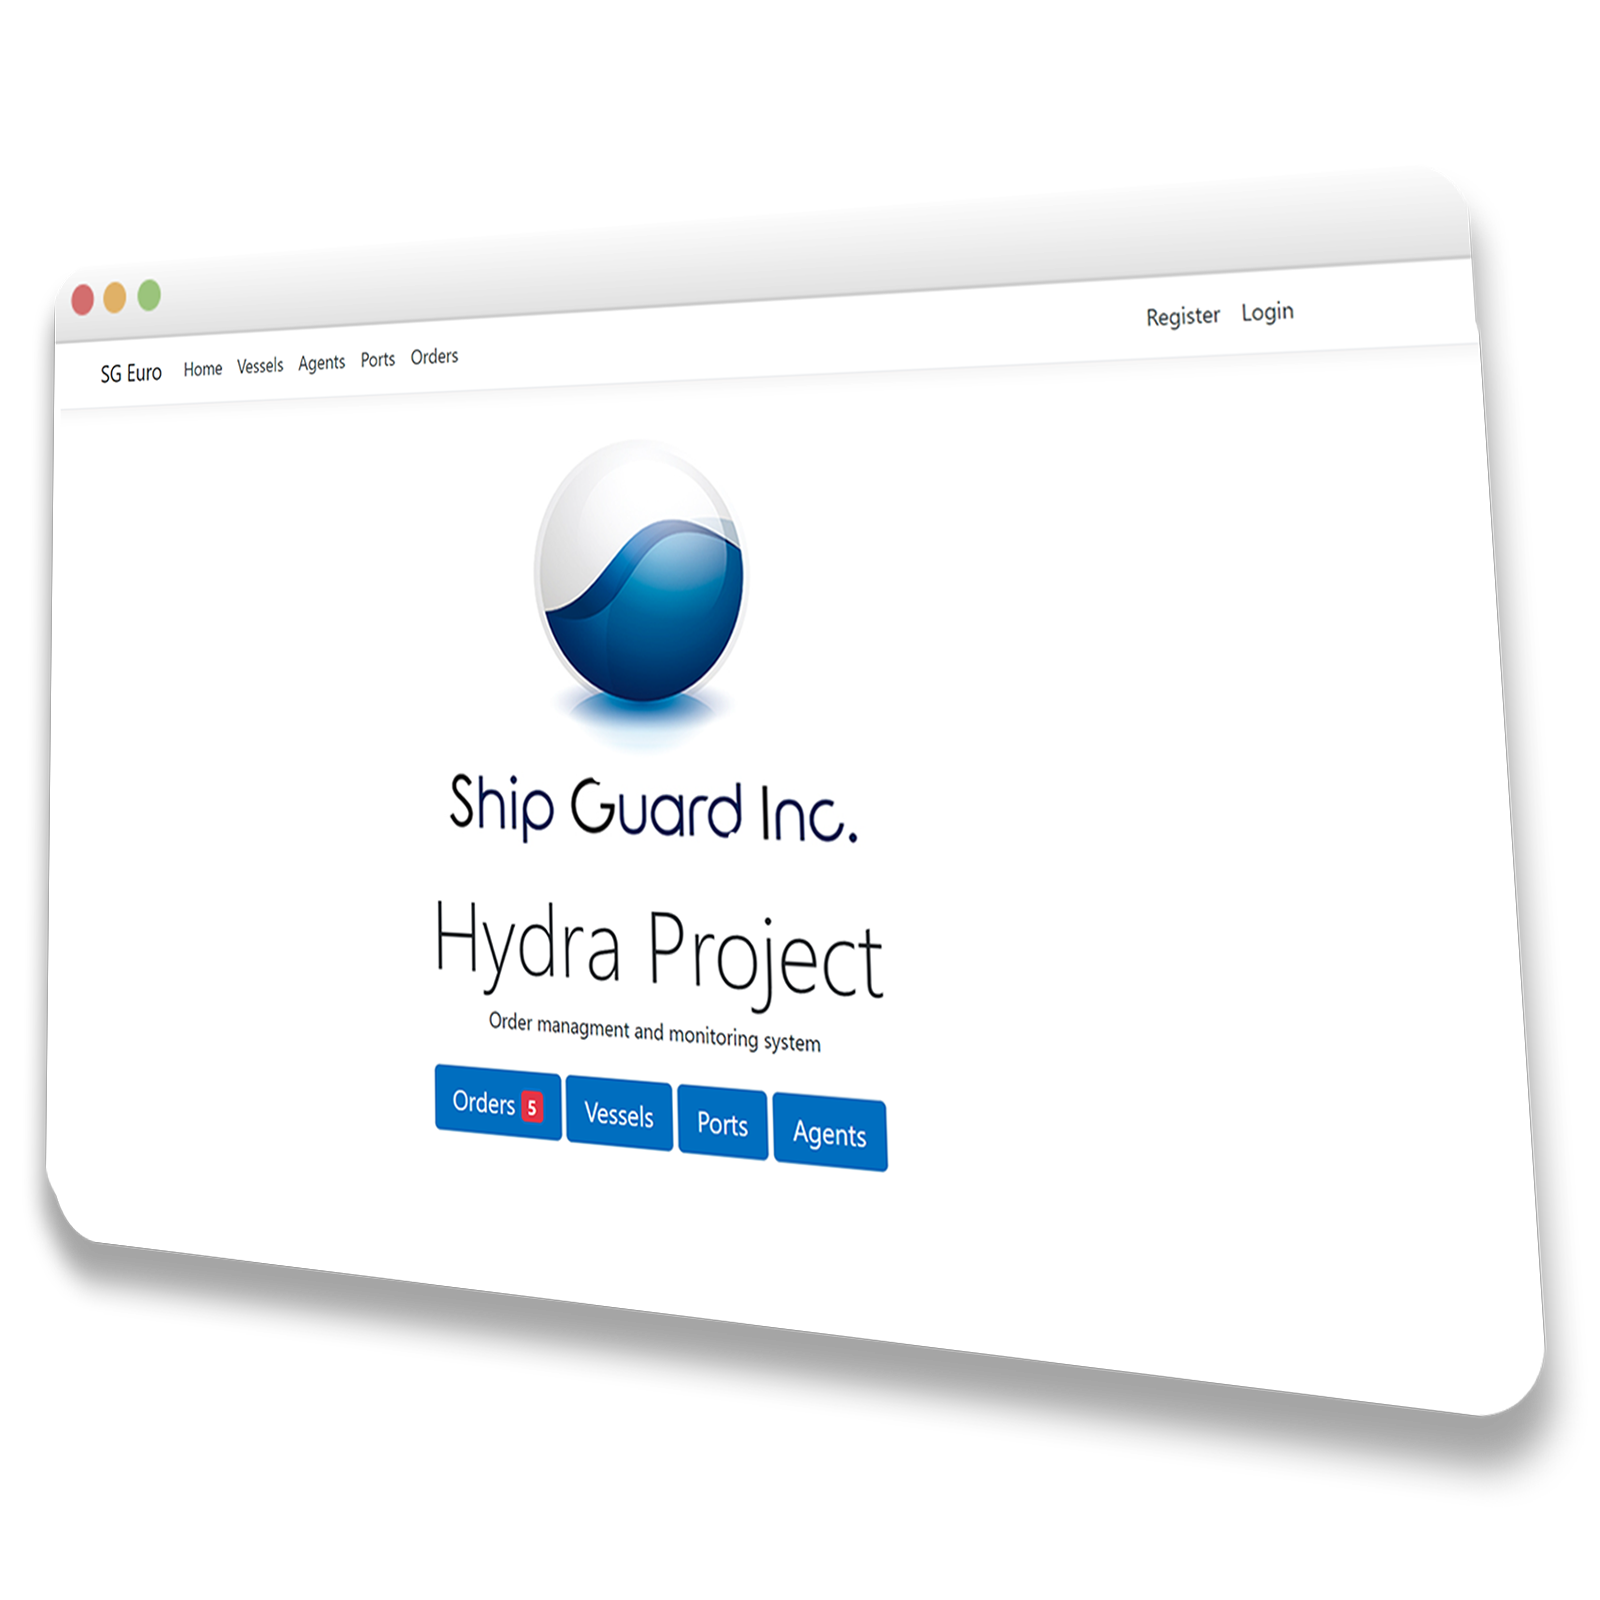 SG Euro Home Vessels Agents Ports Orders Register Login
Ship Guard Inc.
Hydra Project
Order managment and monitoring system
Orders 5 Vessels Ports Agents